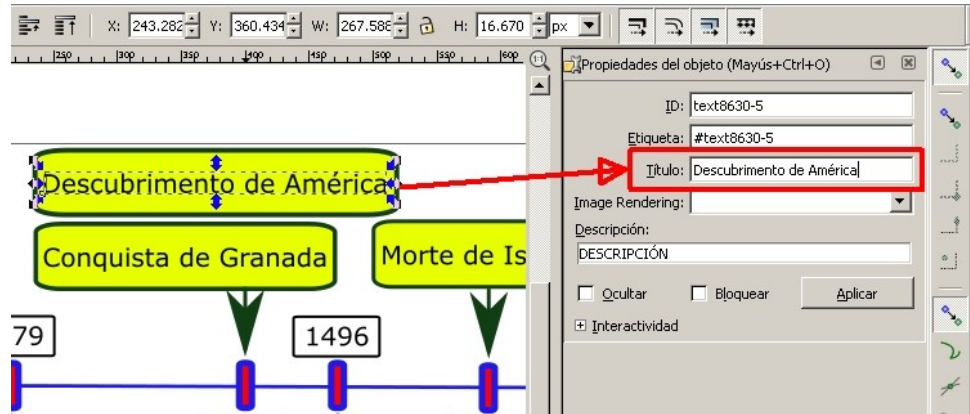 X: 243.282 Y: 360.434 W: 267.588 H: 16.670 px
250 300 350 400 450 500 550 600 1:1
Propiedades del objeto (Mayús+Ctrl+O)
ID: text8630-5
Etiqueta: #text8630-5
Título: Descubrimento de América
Image Rendering:
Descripción:
DESCRIPCIÓN
Ocultar Bloquear Aplicar
Interactividad
Descubrimento de América
Conquista de Granada Morte de Is
79 1496